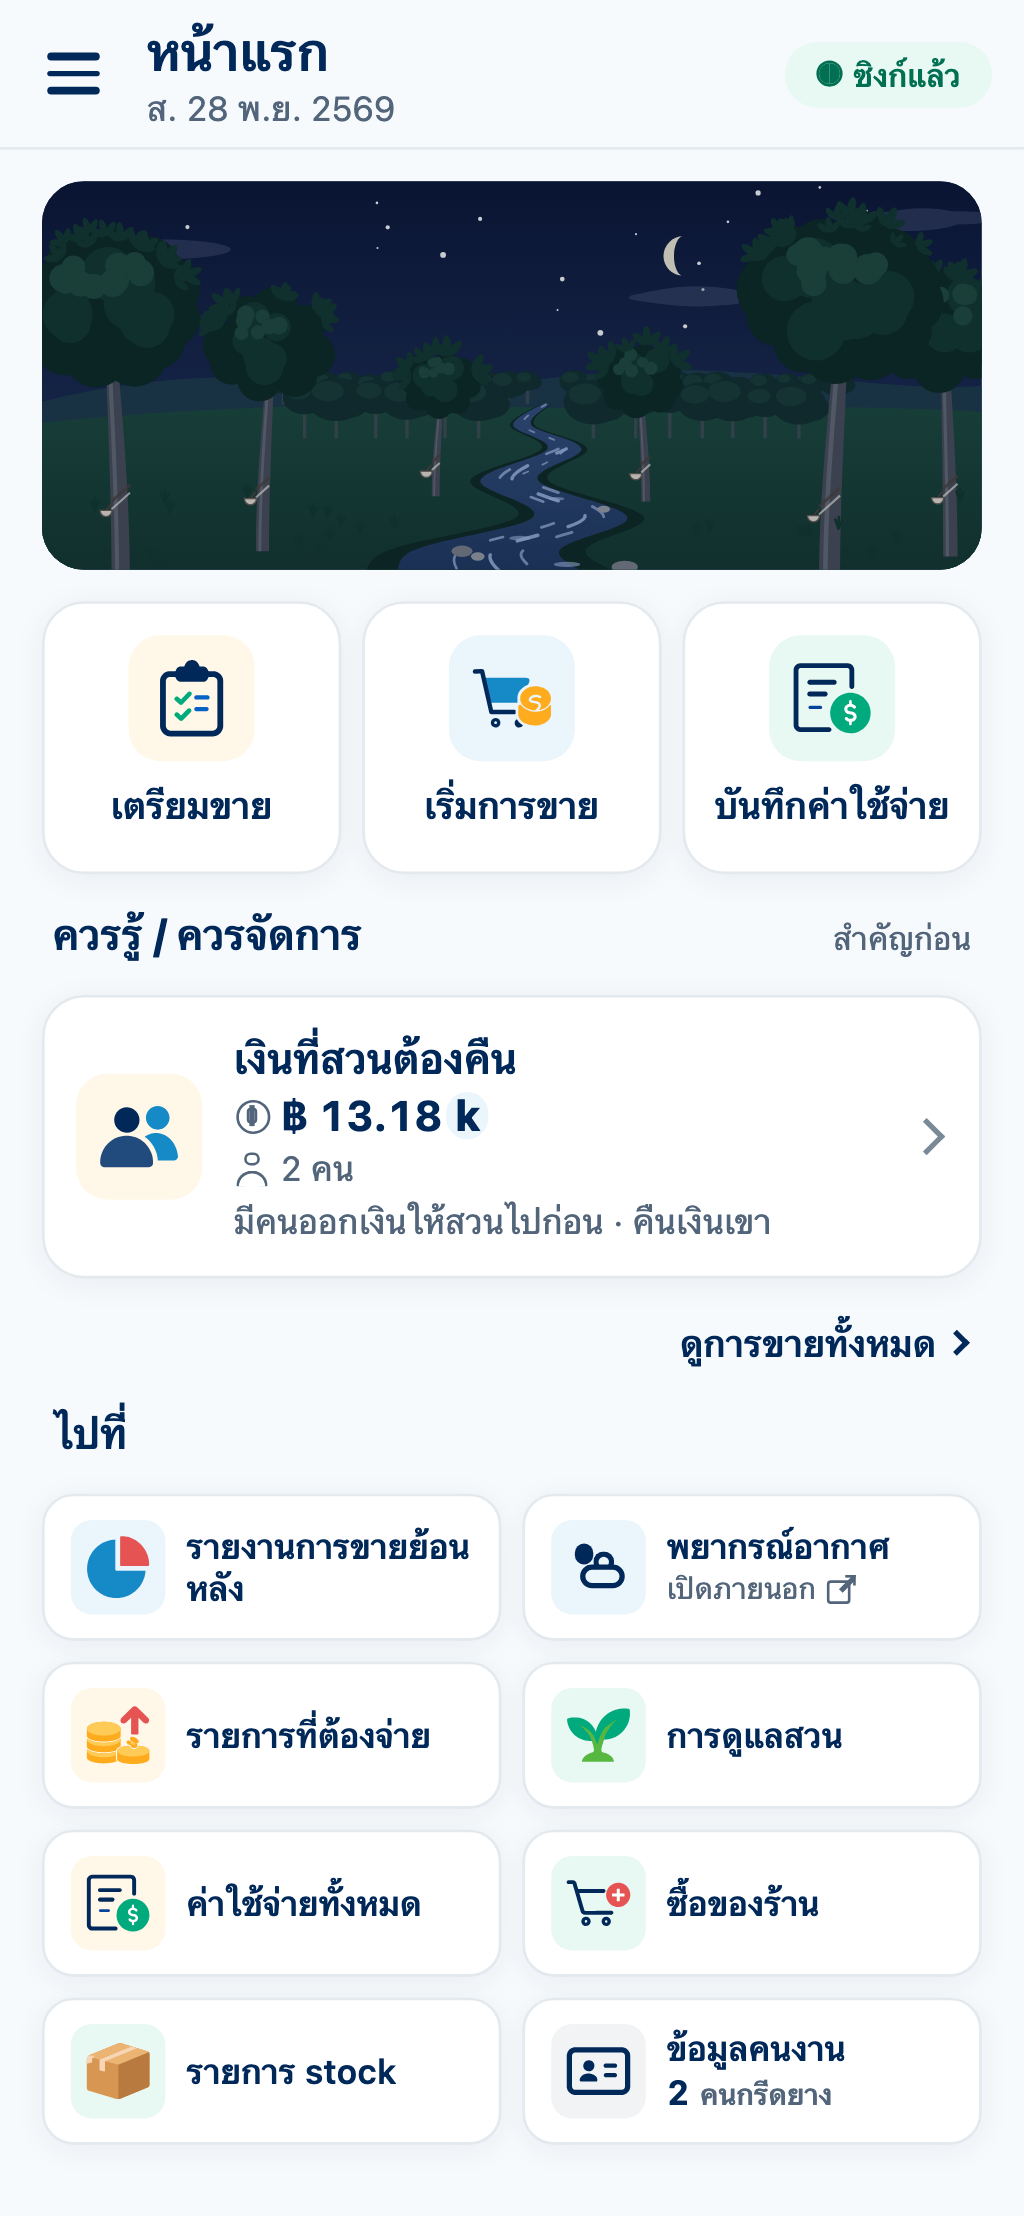 หน้าแรก
ส. 28 พ.ย. 2569
ซิงก์แล้ว
เตรียมขาย
เริ่มการขาย
บันทึกค่าใช้จ่าย
ควรรู้ / ควรจัดการ
สำคัญก่อน
เงินที่สวนต้องคืน
฿ 13.18 k
2 คน
มีคนออกเงินให้สวนไปก่อน · คืนเงินเขา
ดูการขายทั้งหมด
ไปที่
รายงานการขายย้อน
หลัง
พยากรณ์อากาศ
เปิดภายนอก
รายการที่ต้องจ่าย
การดูแลสวน
ค่าใช้จ่ายทั้งหมด
ซื้อของร้าน
รายการ stock
ข้อมูลคนงาน
2 คนกรีดยาง